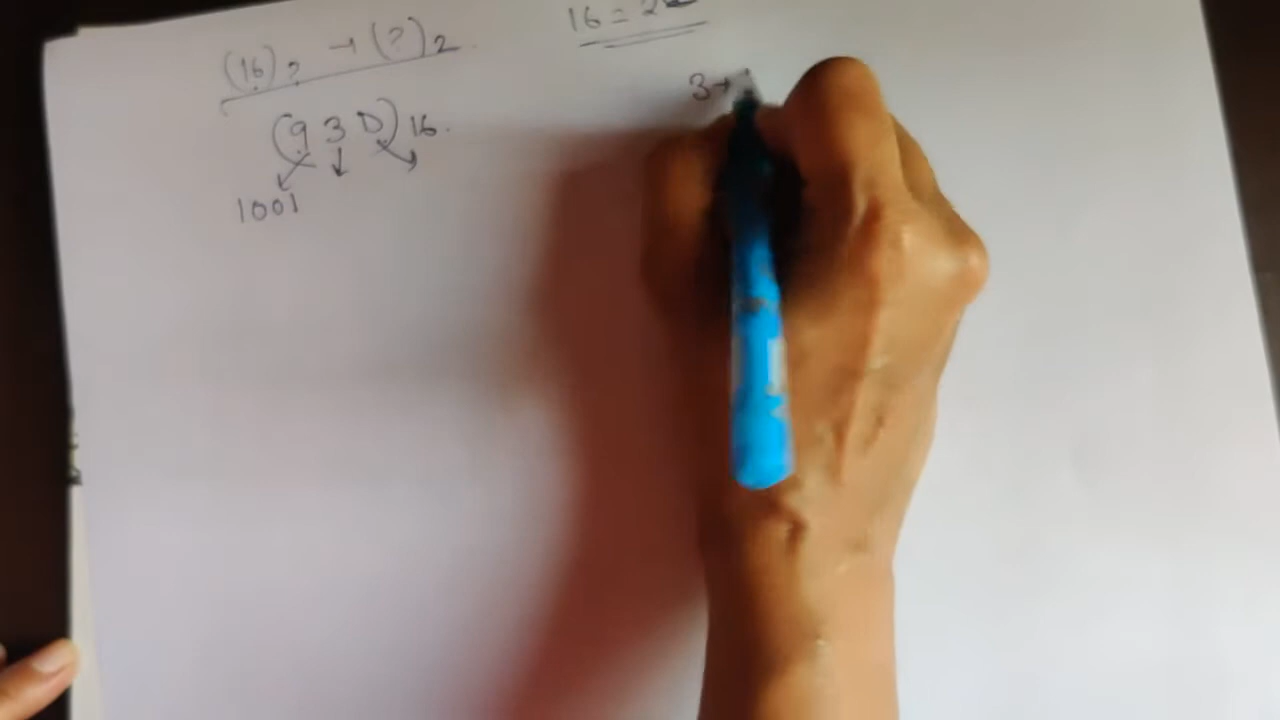 (16)? → (?)2
16 = 2
3→
(9 3 D)16.
1001